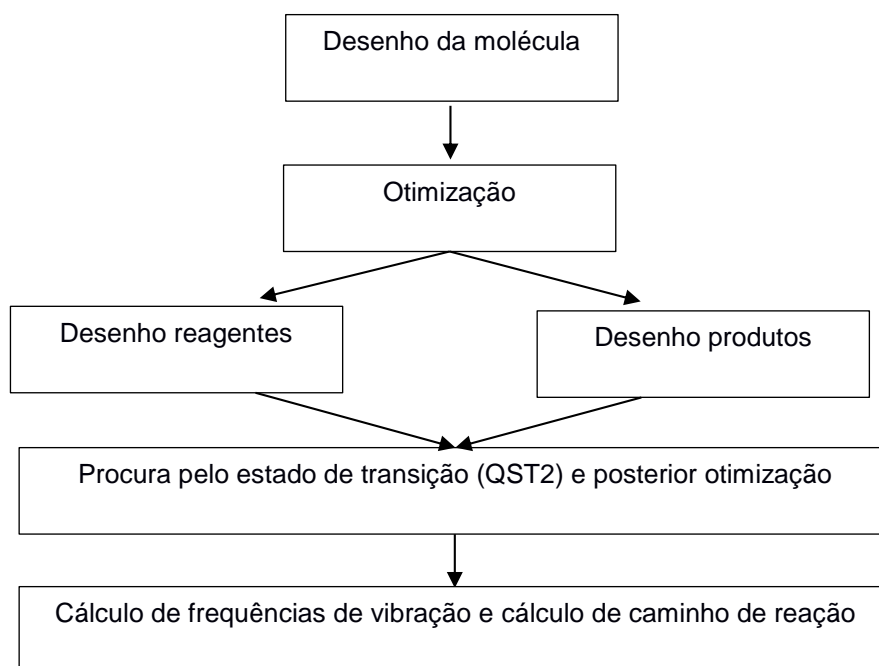 Desenho da molécula
Otimização
Desenho reagentes
Desenho produtos
Procura pelo estado de transição (QST2) e posterior otimização
Cálculo de frequências de vibração e cálculo de caminho de reação